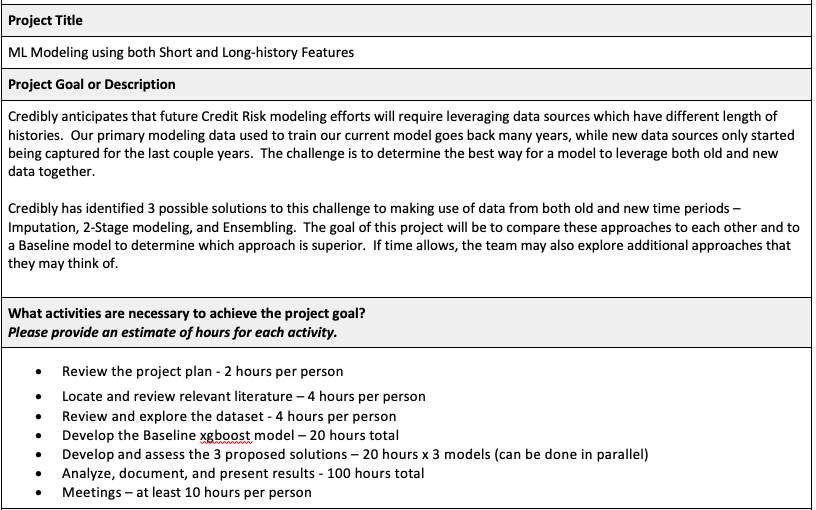 Project Title
ML Modeling using both Short and Long-history Features
Project Goal or Description
Credibly anticipates that future Credit Risk modeling efforts will require leveraging data sources which have different length of
histories.  Our primary modeling data used to train our current model goes back many years, while new data sources only started
being captured for the last couple years.  The challenge is to determine the best way for a model to leverage both old and new
data together.
Credibly has identified 3 possible solutions to this challenge to making use of data from both old and new time periods –
Imputation, 2-Stage modeling, and Ensembling.  The goal of this project will be to compare these approaches to each other and to
a Baseline model to determine which approach is superior.  If time allows, the team may also explore additional approaches that
they may think of.
What activities are necessary to achieve the project goal?
Please provide an estimate of hours for each activity.
• Review the project plan - 2 hours per person
• Locate and review relevant literature – 4 hours per person
• Review and explore the dataset - 4 hours per person
• Develop the Baseline xgboost model – 20 hours total
• Develop and assess the 3 proposed solutions – 20 hours x 3 models (can be done in parallel)
• Analyze, document, and present results - 100 hours total
• Meetings – at least 10 hours per person